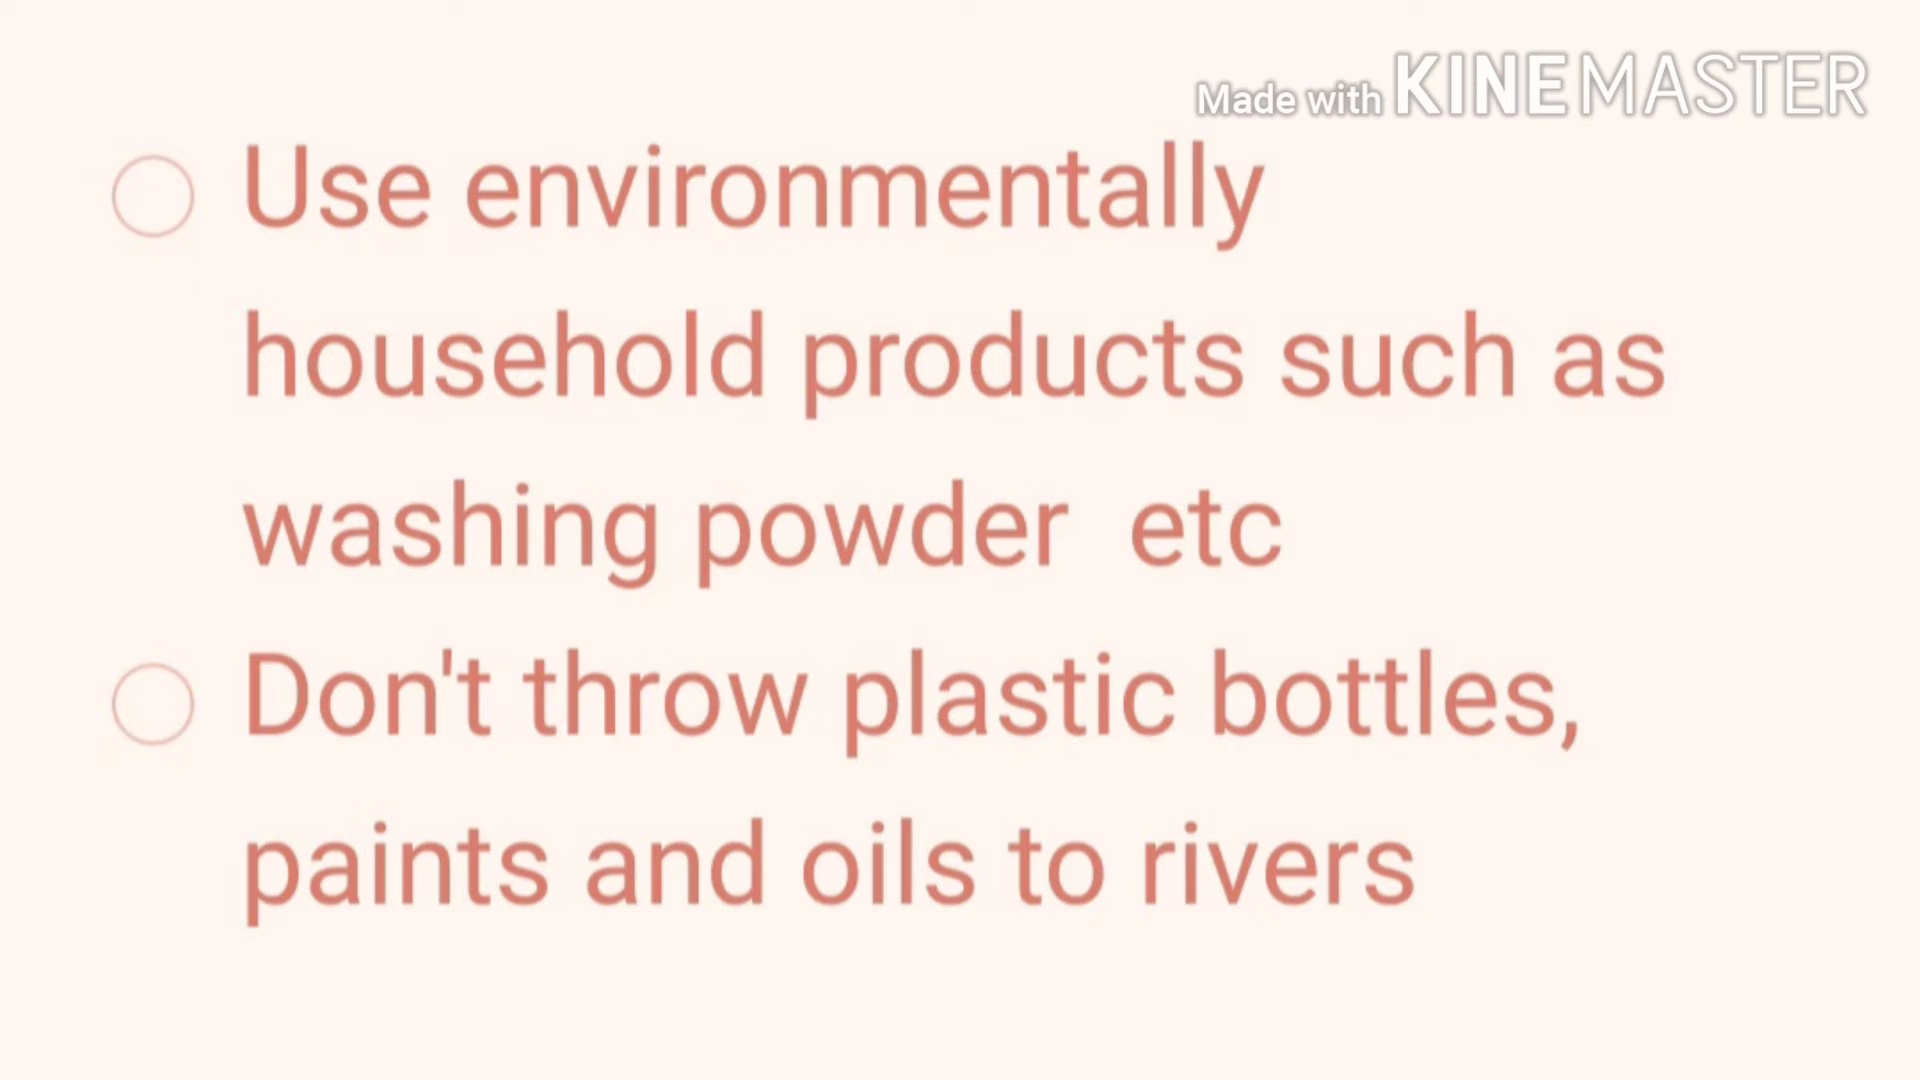 Made with KINEMASTER
Use environmentally
household products such as
washing powder  etc
Don't throw plastic bottles,
paints and oils to rivers